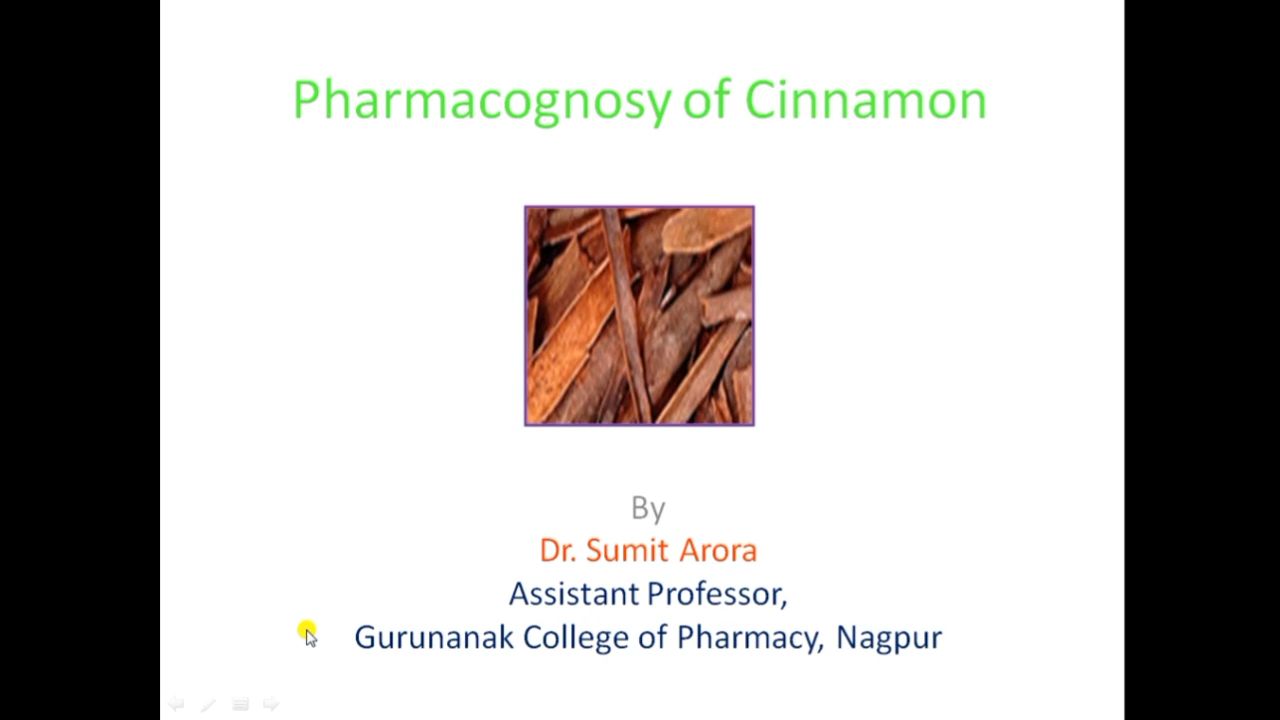 Pharmacognosy of Cinnamon
By
Dr. Sumit Arora
Assistant Professor,
Gurunanak College of Pharmacy, Nagpur